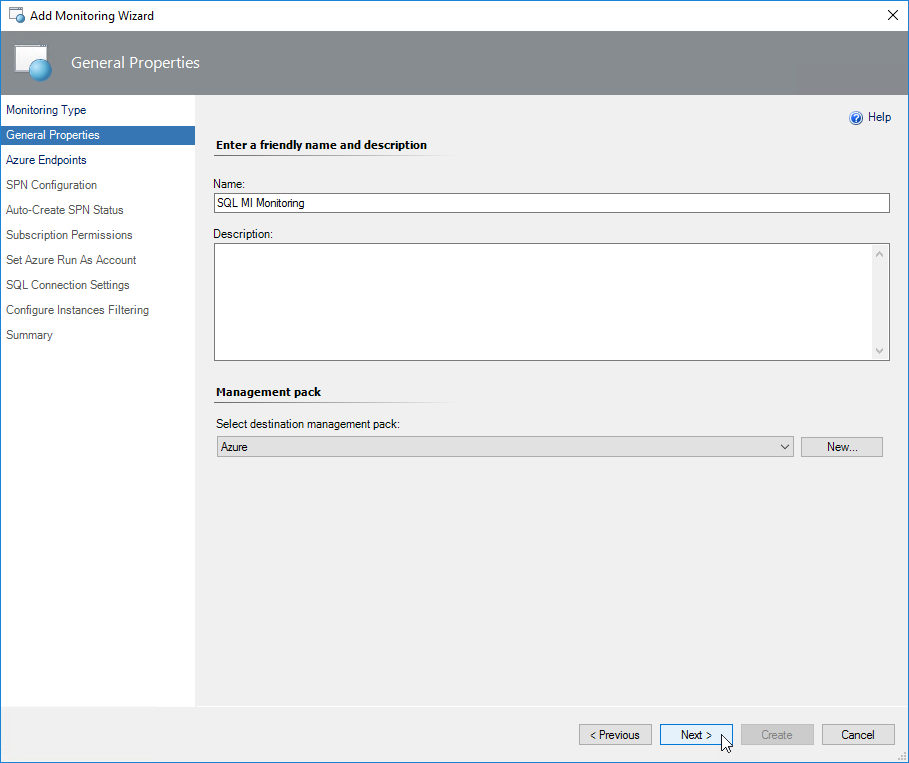 Add Monitoring Wizard
General Properties
Monitoring Type
General Properties
Azure Endpoints
SPN Configuration
Auto-Create SPN Status
Subscription Permissions
Set Azure Run As Account
SQL Connection Settings
Configure Instances Filtering
Summary
Help
Enter a friendly name and description
Name:
SQL MI Monitoring
Description:
Management pack
Select destination management pack:
Azure
New...
< Previous
Next >
Create
Cancel